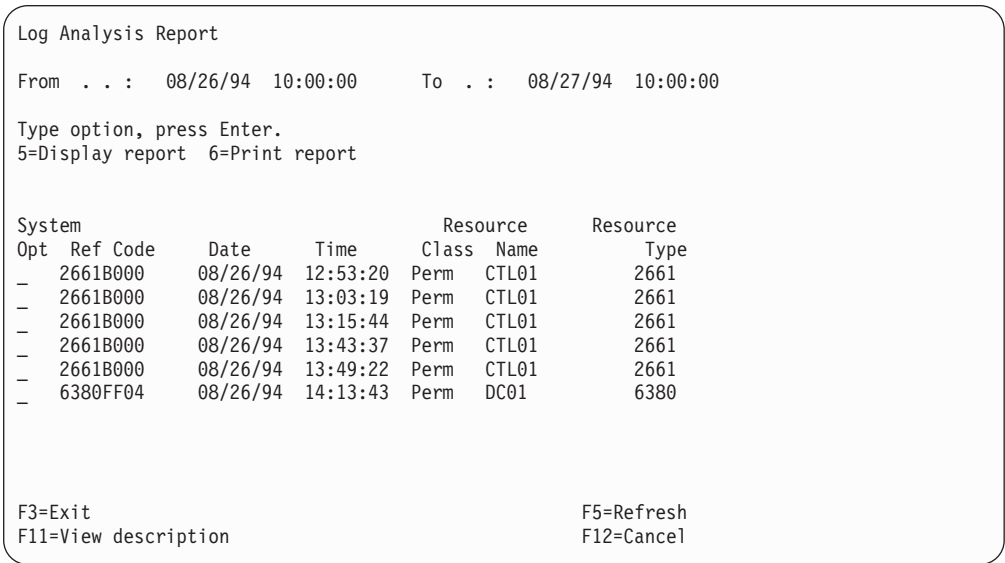 Log Analysis Report
From . . : 08/26/94 10:00:00 To . : 08/27/94 10:00:00
Type option, press Enter.
5=Display report 6=Print report
System Resource Resource
Opt Ref Code Date Time Class Name Type
_ 2661B000 08/26/94 12:53:20 Perm CTL01 2661
_ 2661B000 08/26/94 13:03:19 Perm CTL01 2661
_ 2661B000 08/26/94 13:15:44 Perm CTL01 2661
_ 2661B000 08/26/94 13:43:37 Perm CTL01 2661
_ 2661B000 08/26/94 13:49:22 Perm CTL01 2661
_ 6380FF04 08/26/94 14:13:43 Perm DC01 6380
F3=Exit F5=Refresh
F11=View description F12=Cancel